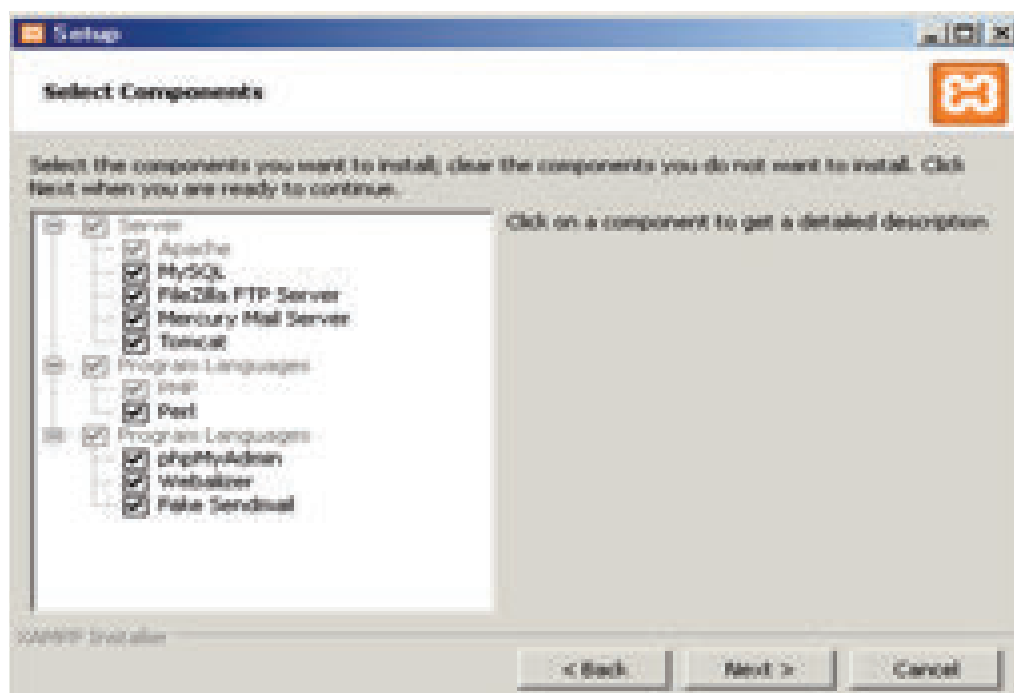 Setup
Select Components
Select the components you want to install; clear the components you do not want to install. Click
Next when you are ready to continue.
Server
Apache
MySQL
FileZilla FTP Server
Mercury Mail Server
Tomcat
Program Languages
PHP
Perl
Program Languages
phpMyAdmin
Webalizer
Fake Sendmail
Click on a component to get a detailed description
XAMPP Installer
< Back
Next >
Cancel